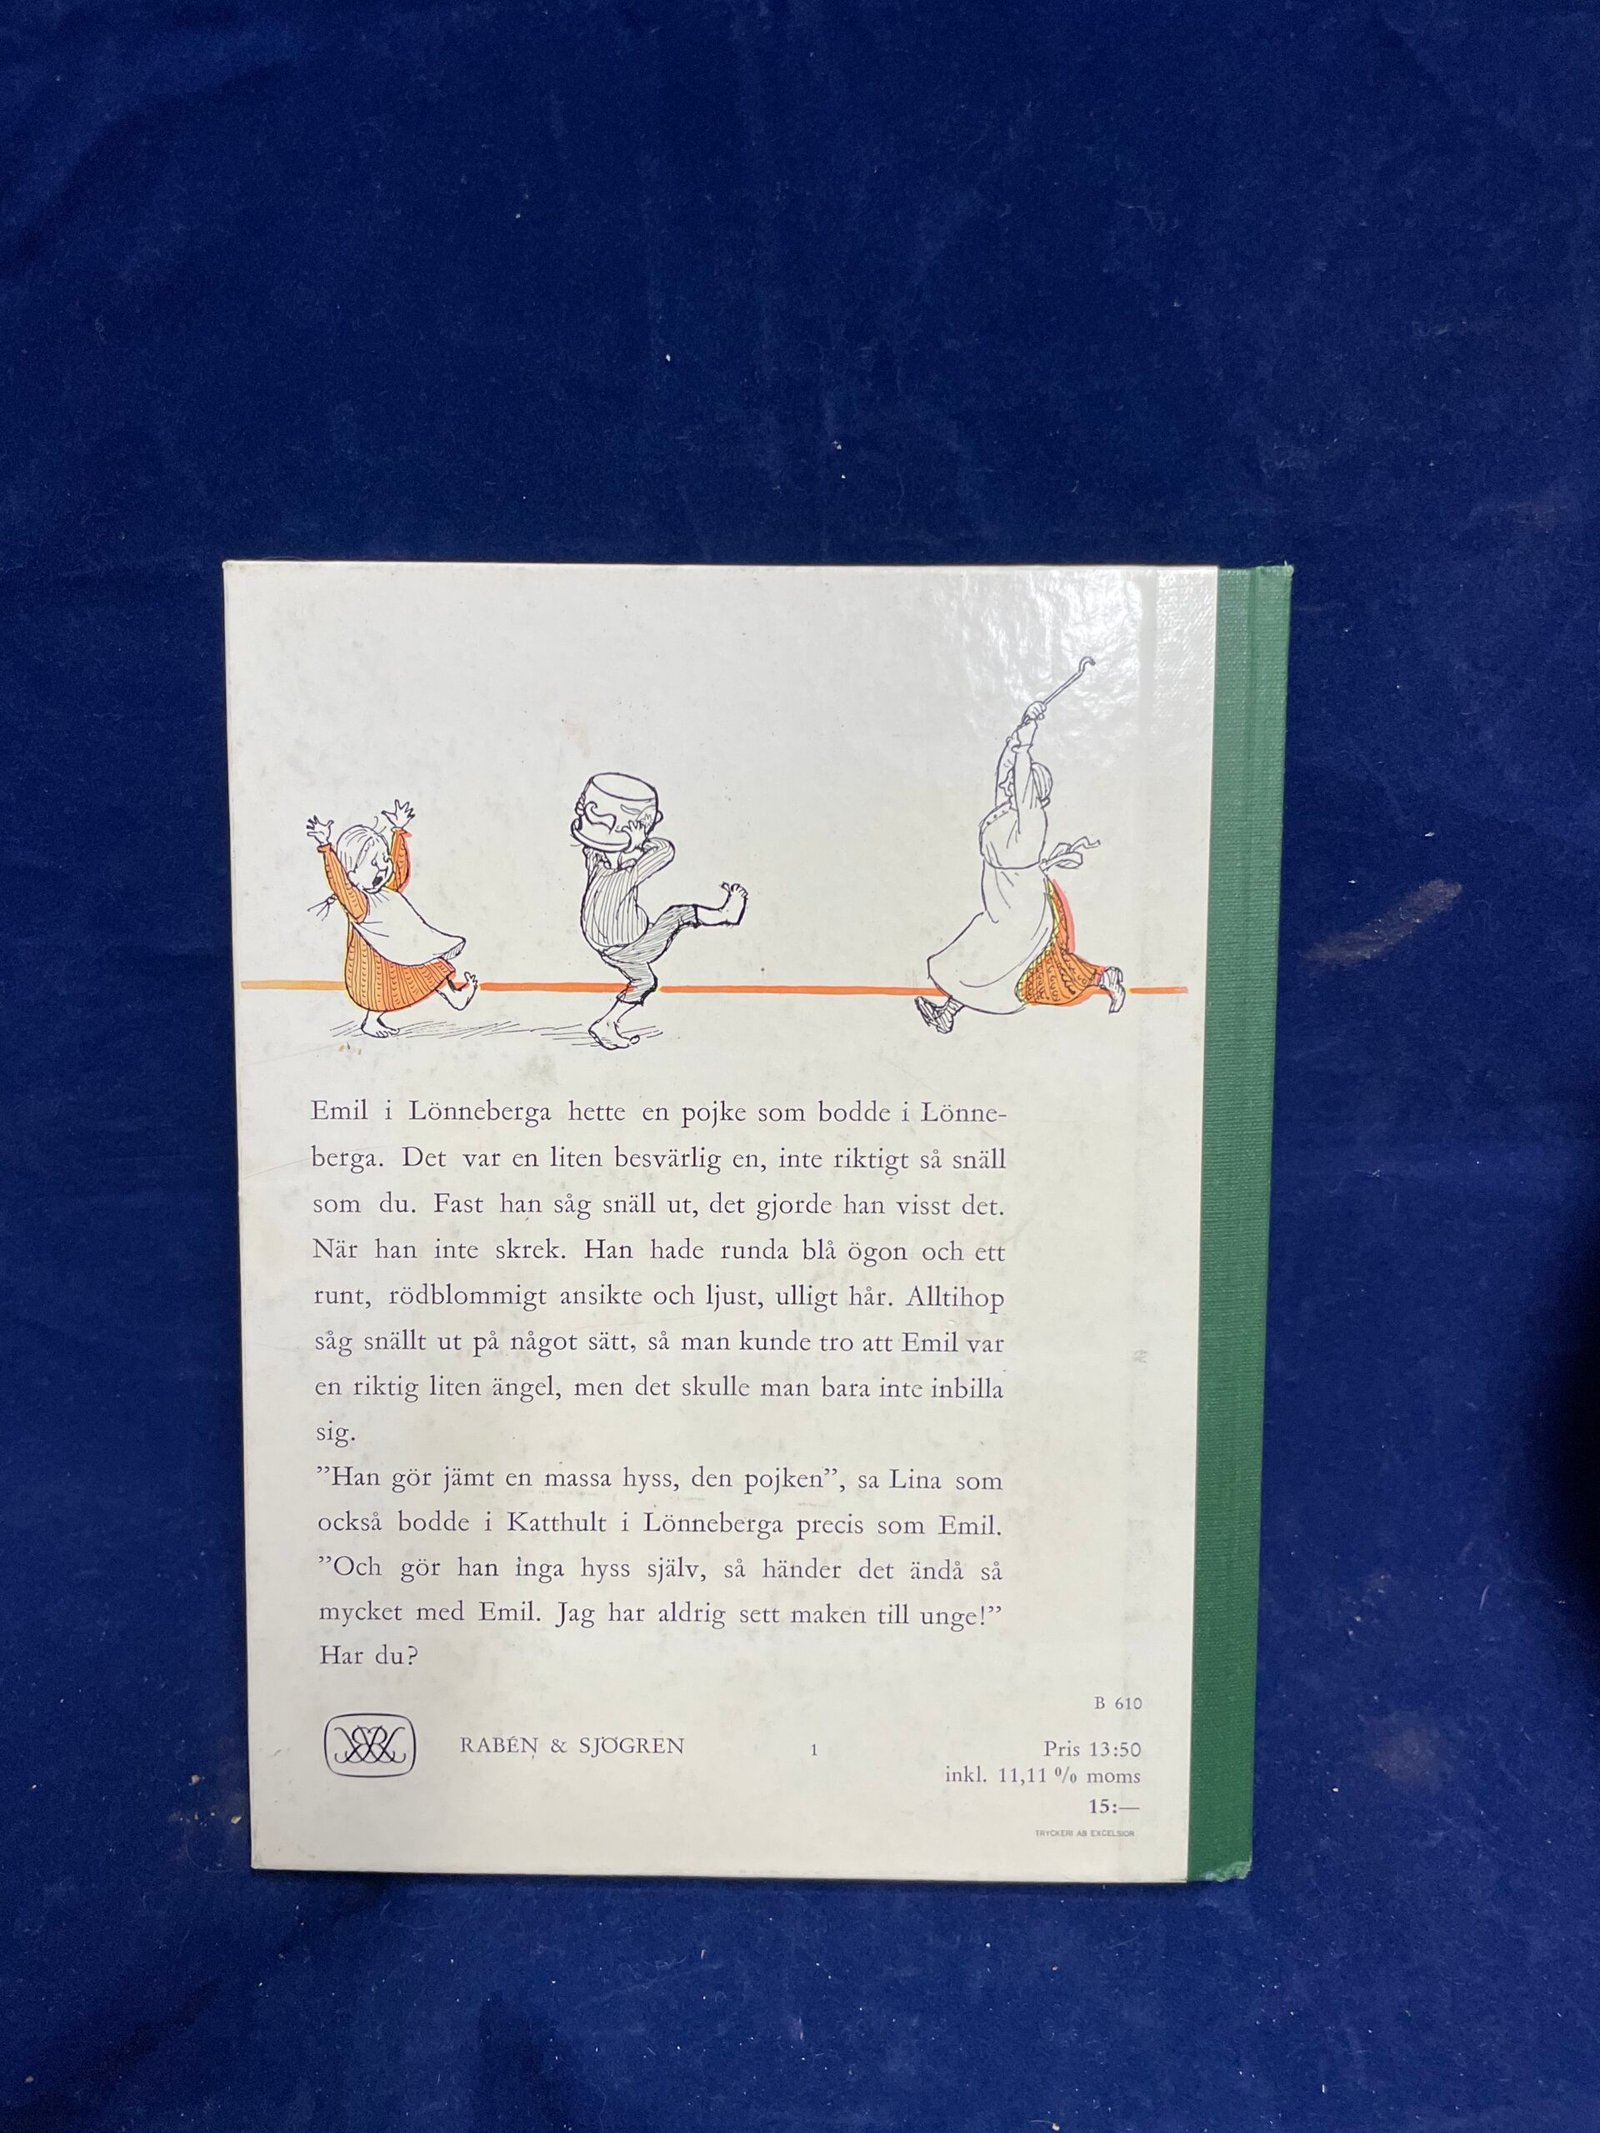 Emil i Lönneberga hette en pojke som bodde i Lönne-
berga. Det var en liten besvärlig en, inte riktigt så snäll
som du. Fast han såg snäll ut, det gjorde han visst det.
När han inte skrek. Han hade runda blå ögon och ett
runt, rödblommigt ansikte och ljust, ulligt hår. Alltihop
såg snällt ut på något sätt, så man kunde tro att Emil var
en riktig liten ängel, men det skulle man bara inte inbilla
sig.
”Han gör jämt en massa hyss, den pojken”, sa Lina som
också bodde i Katthult i Lönneberga precis som Emil.
”Och gör han inga hyss själv, så händer det ändå så
mycket med Emil. Jag har aldrig sett maken till unge!”
Har du?
B 610
RABÉN & SJÖGREN 1 Pris 13:50
inkl. 11,11 % moms
15:—
TRYCKERI AB EXCELSIOR